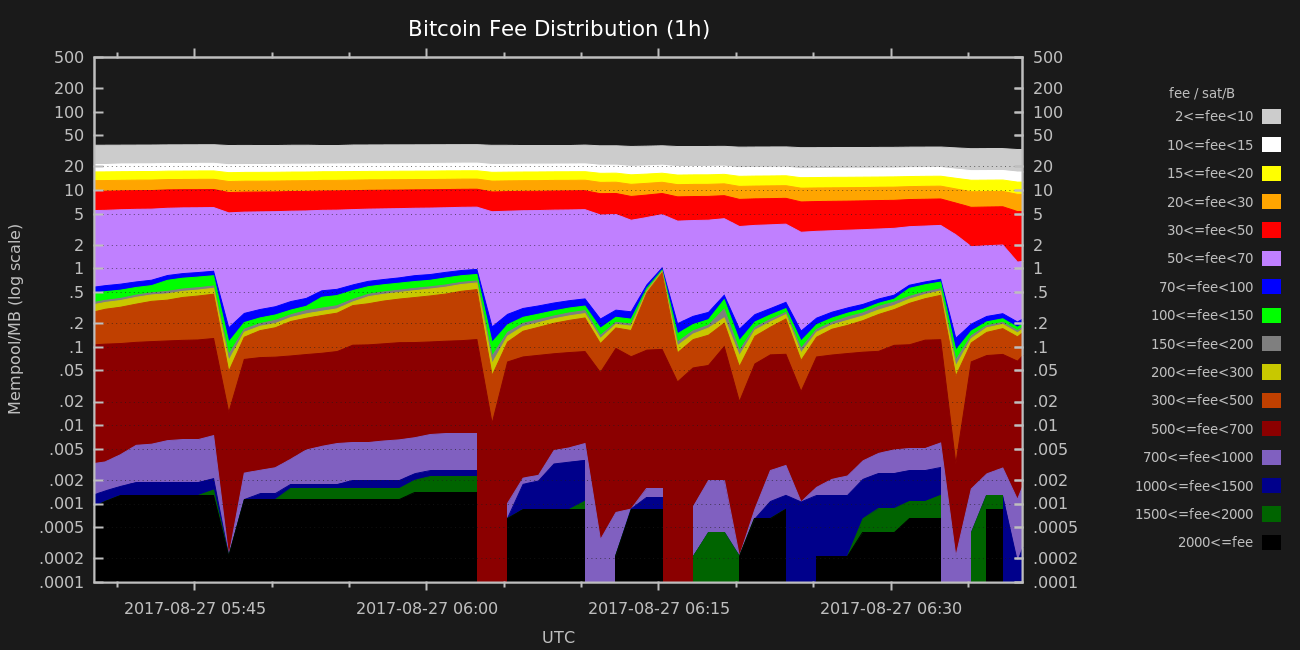 Bitcoin Fee Distribution (1h)
Mempool/MB (log scale)
500
200
100
50
20
10
5
2
1
.5
.2
.1
.05
.02
.01
.005
.002
.001
.0005
.0002
.0001
500
200
100
50
20
10
5
2
1
.5
.2
.1
.05
.02
.01
.005
.002
.001
.0005
.0002
.0001
2017-08-27 05:45
2017-08-27 06:00
2017-08-27 06:15
2017-08-27 06:30
UTC
fee / sat/B
2<=fee<10
10<=fee<15
15<=fee<20
20<=fee<30
30<=fee<50
50<=fee<70
70<=fee<100
100<=fee<150
150<=fee<200
200<=fee<300
300<=fee<500
500<=fee<700
700<=fee<1000
1000<=fee<1500
1500<=fee<2000
2000<=fee